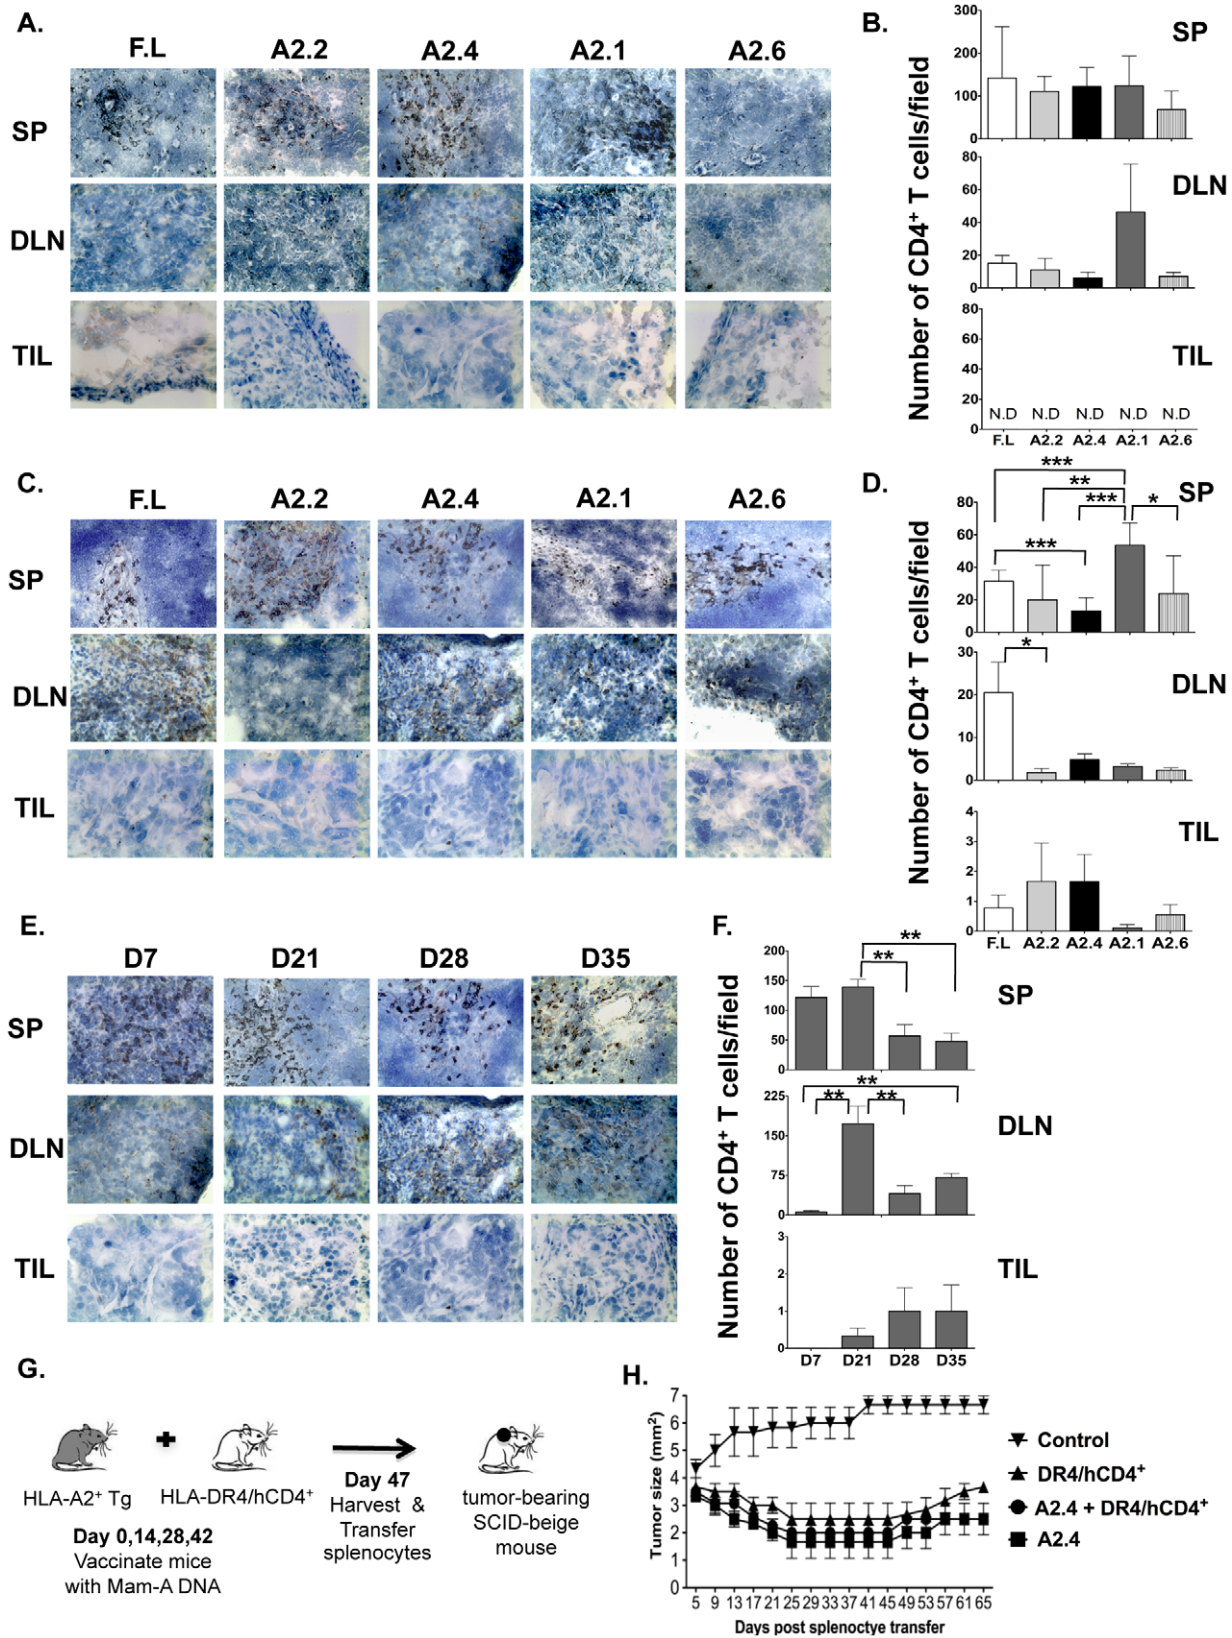 A.
F.L A2.2 A2.4 A2.1 A2.6
SP
DLN
TIL
B.
Number of CD4+ T cells/field
SP
300
200
100
0
DLN
80
60
40
20
0
TIL
80
60
40
20
0
N.D N.D N.D N.D N.D
F.L A2.2 A2.4 A2.1 A2.6
C.
F.L A2.2 A2.4 A2.1 A2.6
SP
DLN
TIL
D.
Number of CD4+ T cells/field
SP
*** 
** 
*** *
***
80
60
40
20
0
DLN
*
30
20
10
0
TIL
4
3
2
1
0
F.L A2.2 A2.4 A2.1 A2.6
E.
D7 D21 D28 D35
SP
DLN
TIL
F.
Number of CD4+ T cells/field
SP
**
**
200
150
100
50
0
DLN
**
** **
225
150
75
0
TIL
3
2
1
0
D7 D21 D28 D35
G.
+
HLA-A2+ Tg HLA-DR4/hCD4+
Day 0,14,28,42
Vaccinate mice
with Mam-A DNA
Day 47
Harvest &
Transfer
splenocytes
tumor-bearing
SCID-beige
mouse
H.
Tumor size (mm2)
7
6
5
4
3
2
1
0
5 9 13 17 21 25 29 33 37 41 45 49 53 57 61 65
Days post splenoctye transfer
Control
DR4/hCD4+
A2.4 + DR4/hCD4+
A2.4